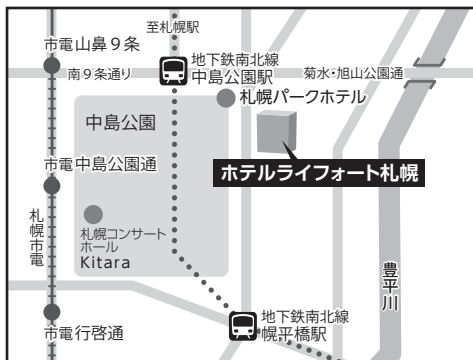 至札幌駅
市電山鼻９条
地下鉄南北線
中島公園駅
南９条通り
菊水・旭山公園通
札幌パークホテル
中島公園
市電中島公園通
ホテルライフォート札幌
札幌市電
札幌コンサート
ホール
Kitara
豊平川
地下鉄南北線
幌平橋駅
市電行啓通